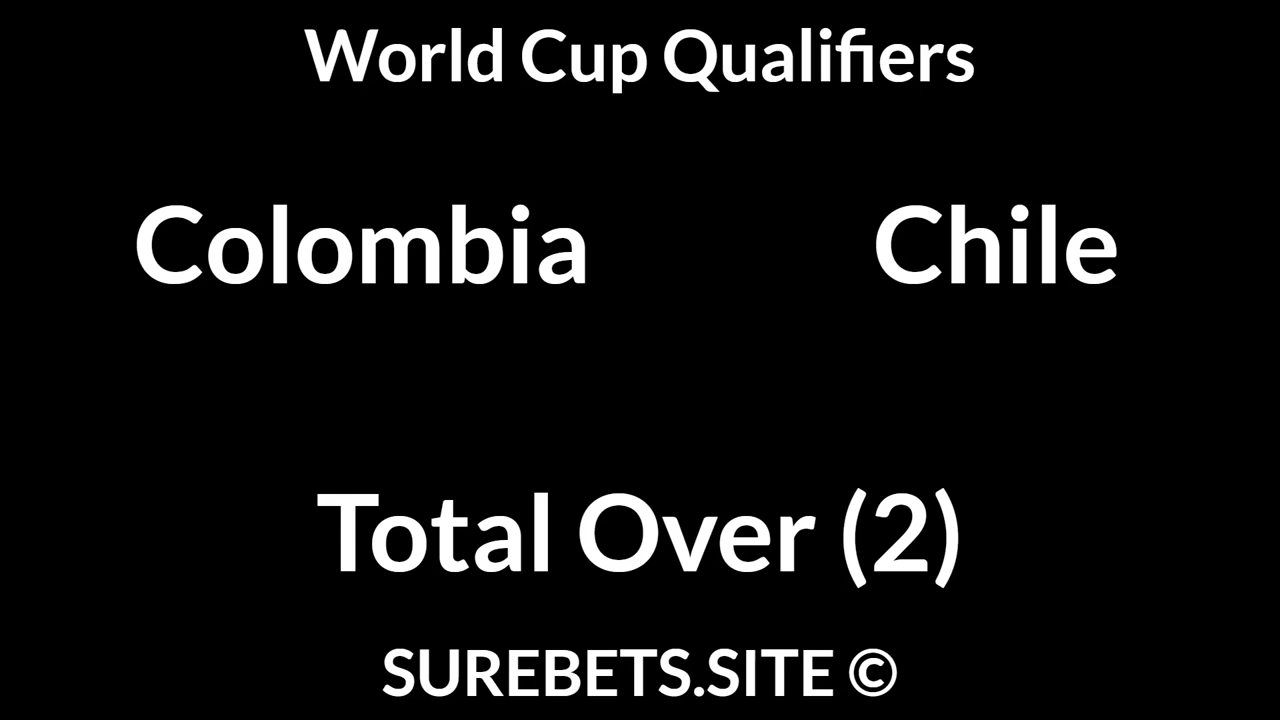 World Cup Qualifiers
Colombia Chile
Total Over (2)
SUREBETS.SITE ©